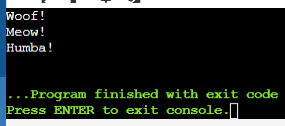 Woof!
Meow!
Humba!
...Program finished with exit code
Press ENTER to exit console.